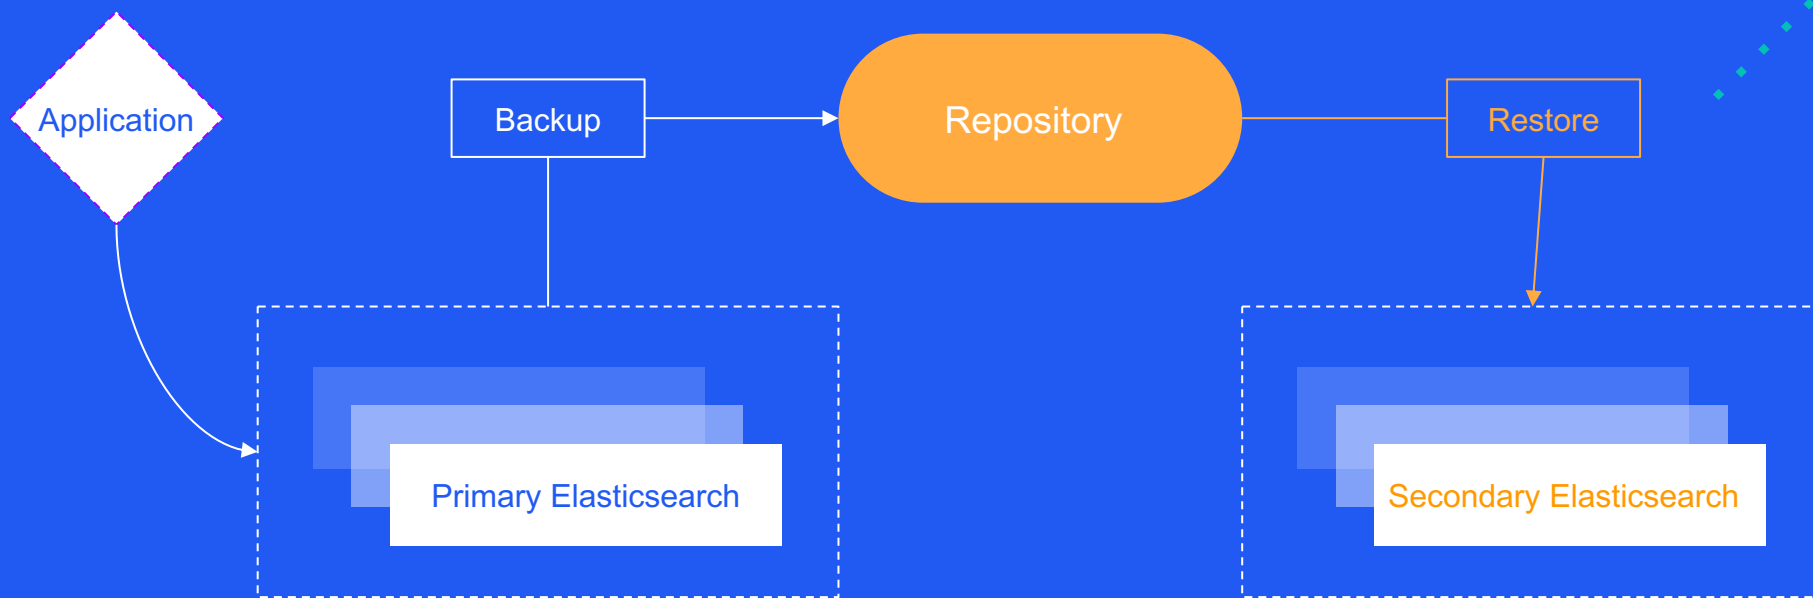 Application
Backup
Repository
Restore
Primary Elasticsearch
Secondary Elasticsearch